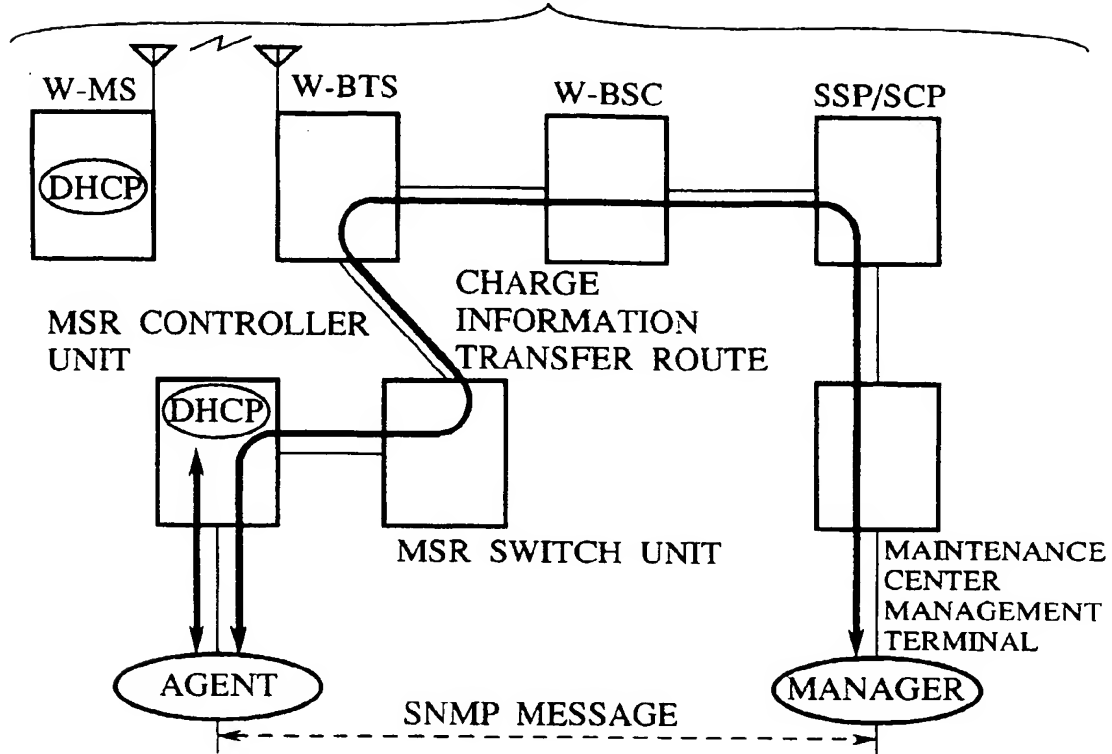 W-MS
W-BTS
W-BSC
SSP/SCP
DHCP
CHARGE
INFORMATION
TRANSFER ROUTE
MSR CONTROLLER
UNIT
DHCP
MSR SWITCH UNIT
MAINTENANCE
CENTER
MANAGEMENT
TERMINAL
AGENT
MANAGER
SNMP MESSAGE